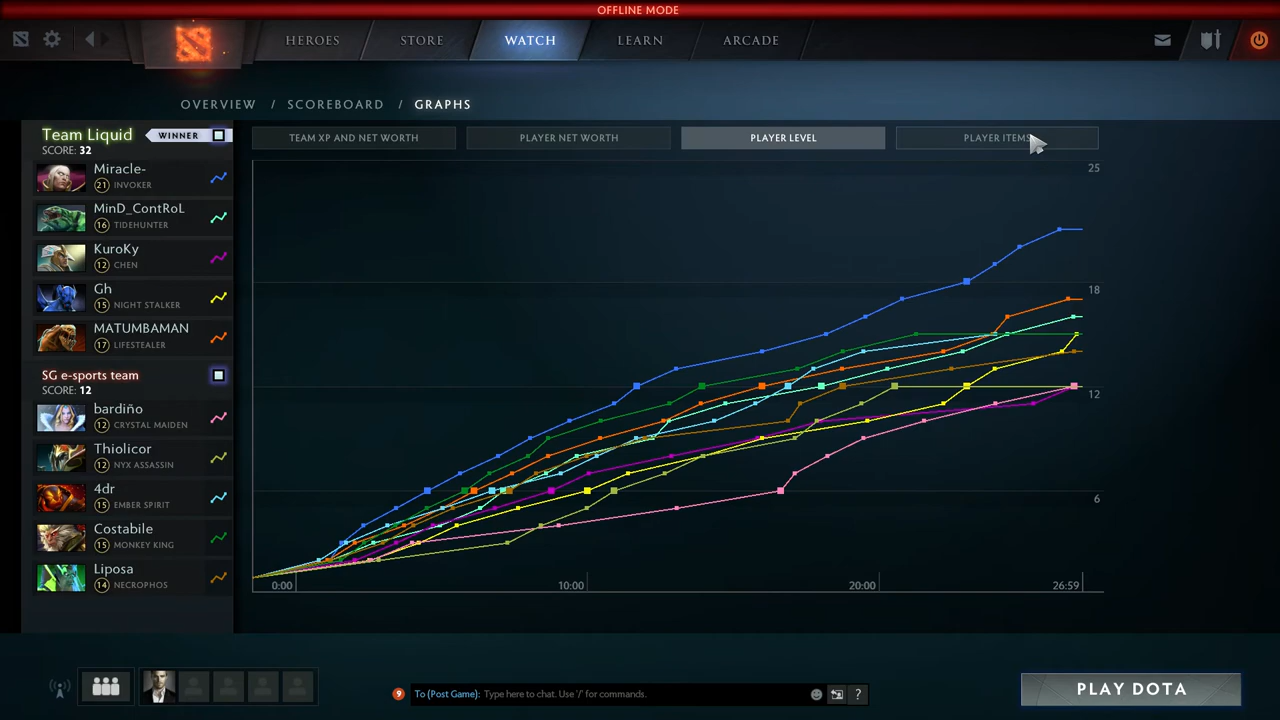 OFFLINE MODE
HEROES
STORE
WATCH
LEARN
ARCADE
OVERVIEW / SCOREBOARD / GRAPHS
Team Liquid
WINNER
SCORE: 32
Miracle-
21 INVOKER
MinD_ContRoL
16 TIDEHUNTER
KuroKy
12 CHEN
Gh
15 NIGHT STALKER
MATUMBAMAN
17 LIFESTEALER
SG e-sports team
SCORE: 12
bardiño
12 CRYSTAL MAIDEN
Thiolicor
12 NYX ASSASSIN
4dr
15 EMBER SPIRIT
Costabile
15 MONKEY KING
Liposa
14 NECROPHOS
TEAM XP AND NET WORTH
PLAYER NET WORTH
PLAYER LEVEL
PLAYER ITEMS
25
18
12
6
0:00
10:00
20:00
26:59
9
To (Post Game): Type here to chat. Use '/' for commands.
?
PLAY DOTA